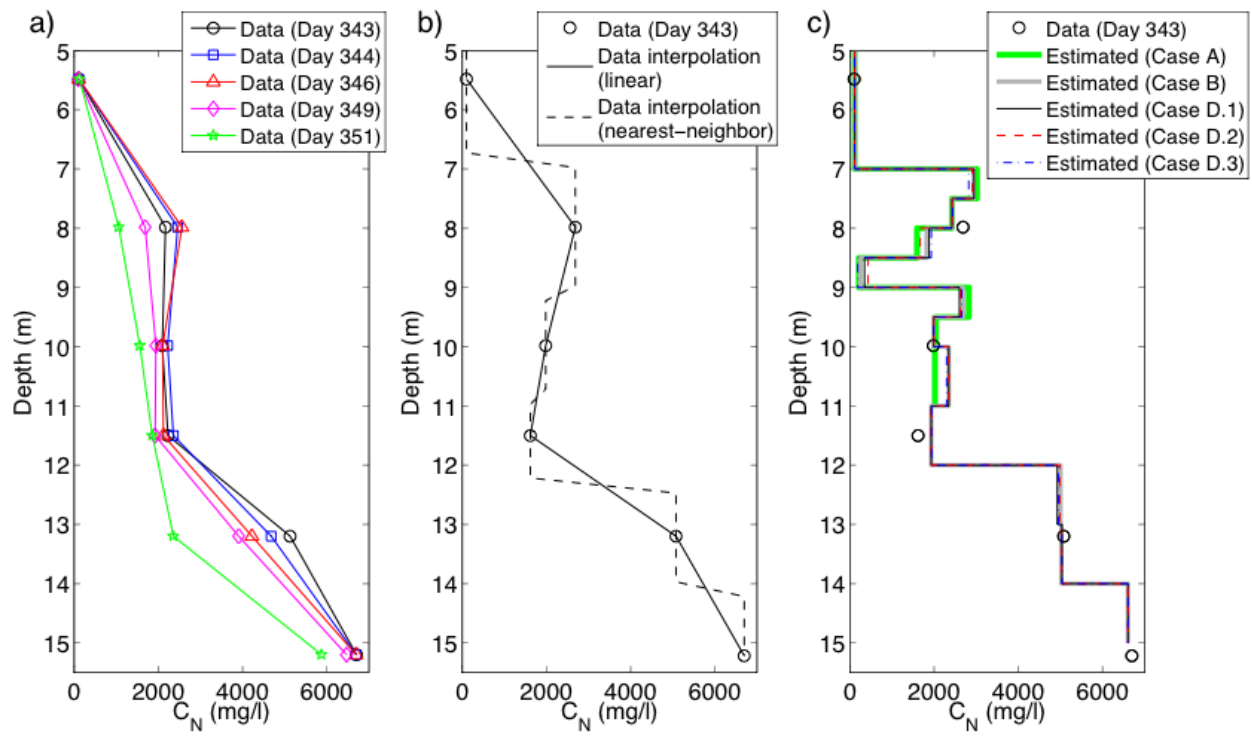 a)
Data (Day 343)
Data (Day 344)
Data (Day 346)
Data (Day 349)
Data (Day 351)
5
6
7
8
9
10
11
12
13
14
15
Depth (m)
0
2000
4000
6000
C_N (mg/l)
b)
Data (Day 343)
Data interpolation
(linear)
Data interpolation
(nearest-neighbor)
5
6
7
8
9
10
11
12
13
14
15
Depth (m)
0
2000
4000
6000
C_N (mg/l)
c)
Data (Day 343)
Estimated (Case A)
Estimated (Case B)
Estimated (Case D.1)
Estimated (Case D.2)
Estimated (Case D.3)
5
6
7
8
9
10
11
12
13
14
15
Depth (m)
0
2000
4000
6000
C_N (mg/l)